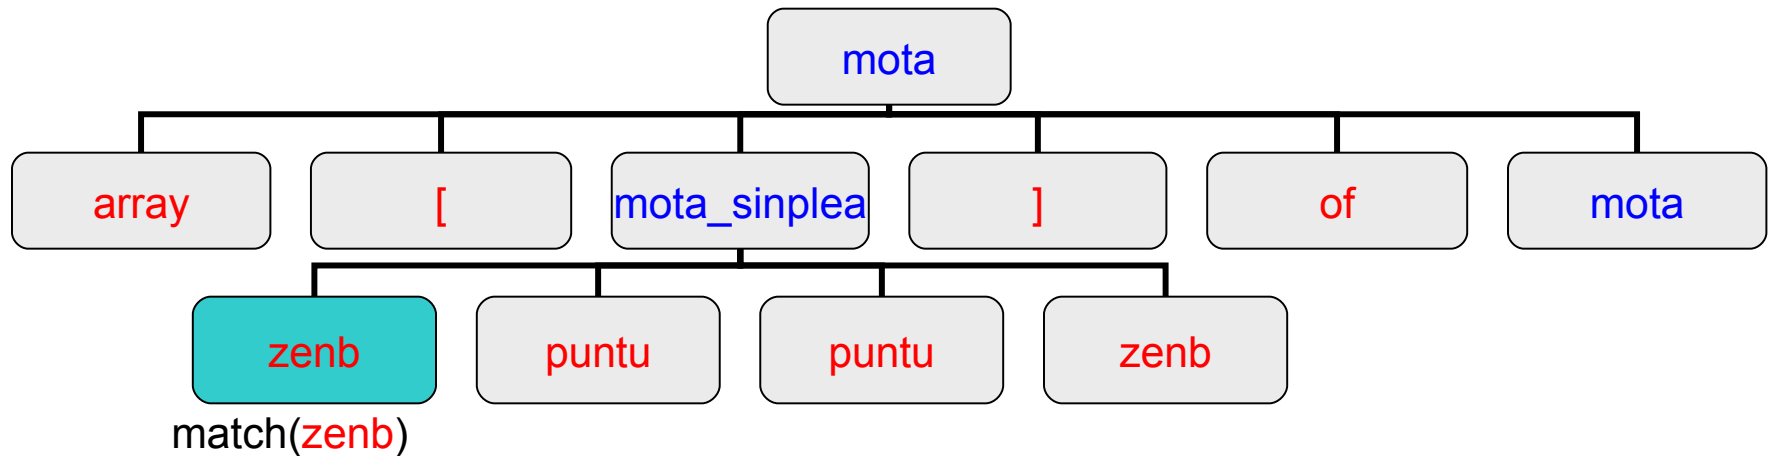 mota
array [ mota_sinplea ] of mota
zenb puntu puntu zenb
match(zenb)